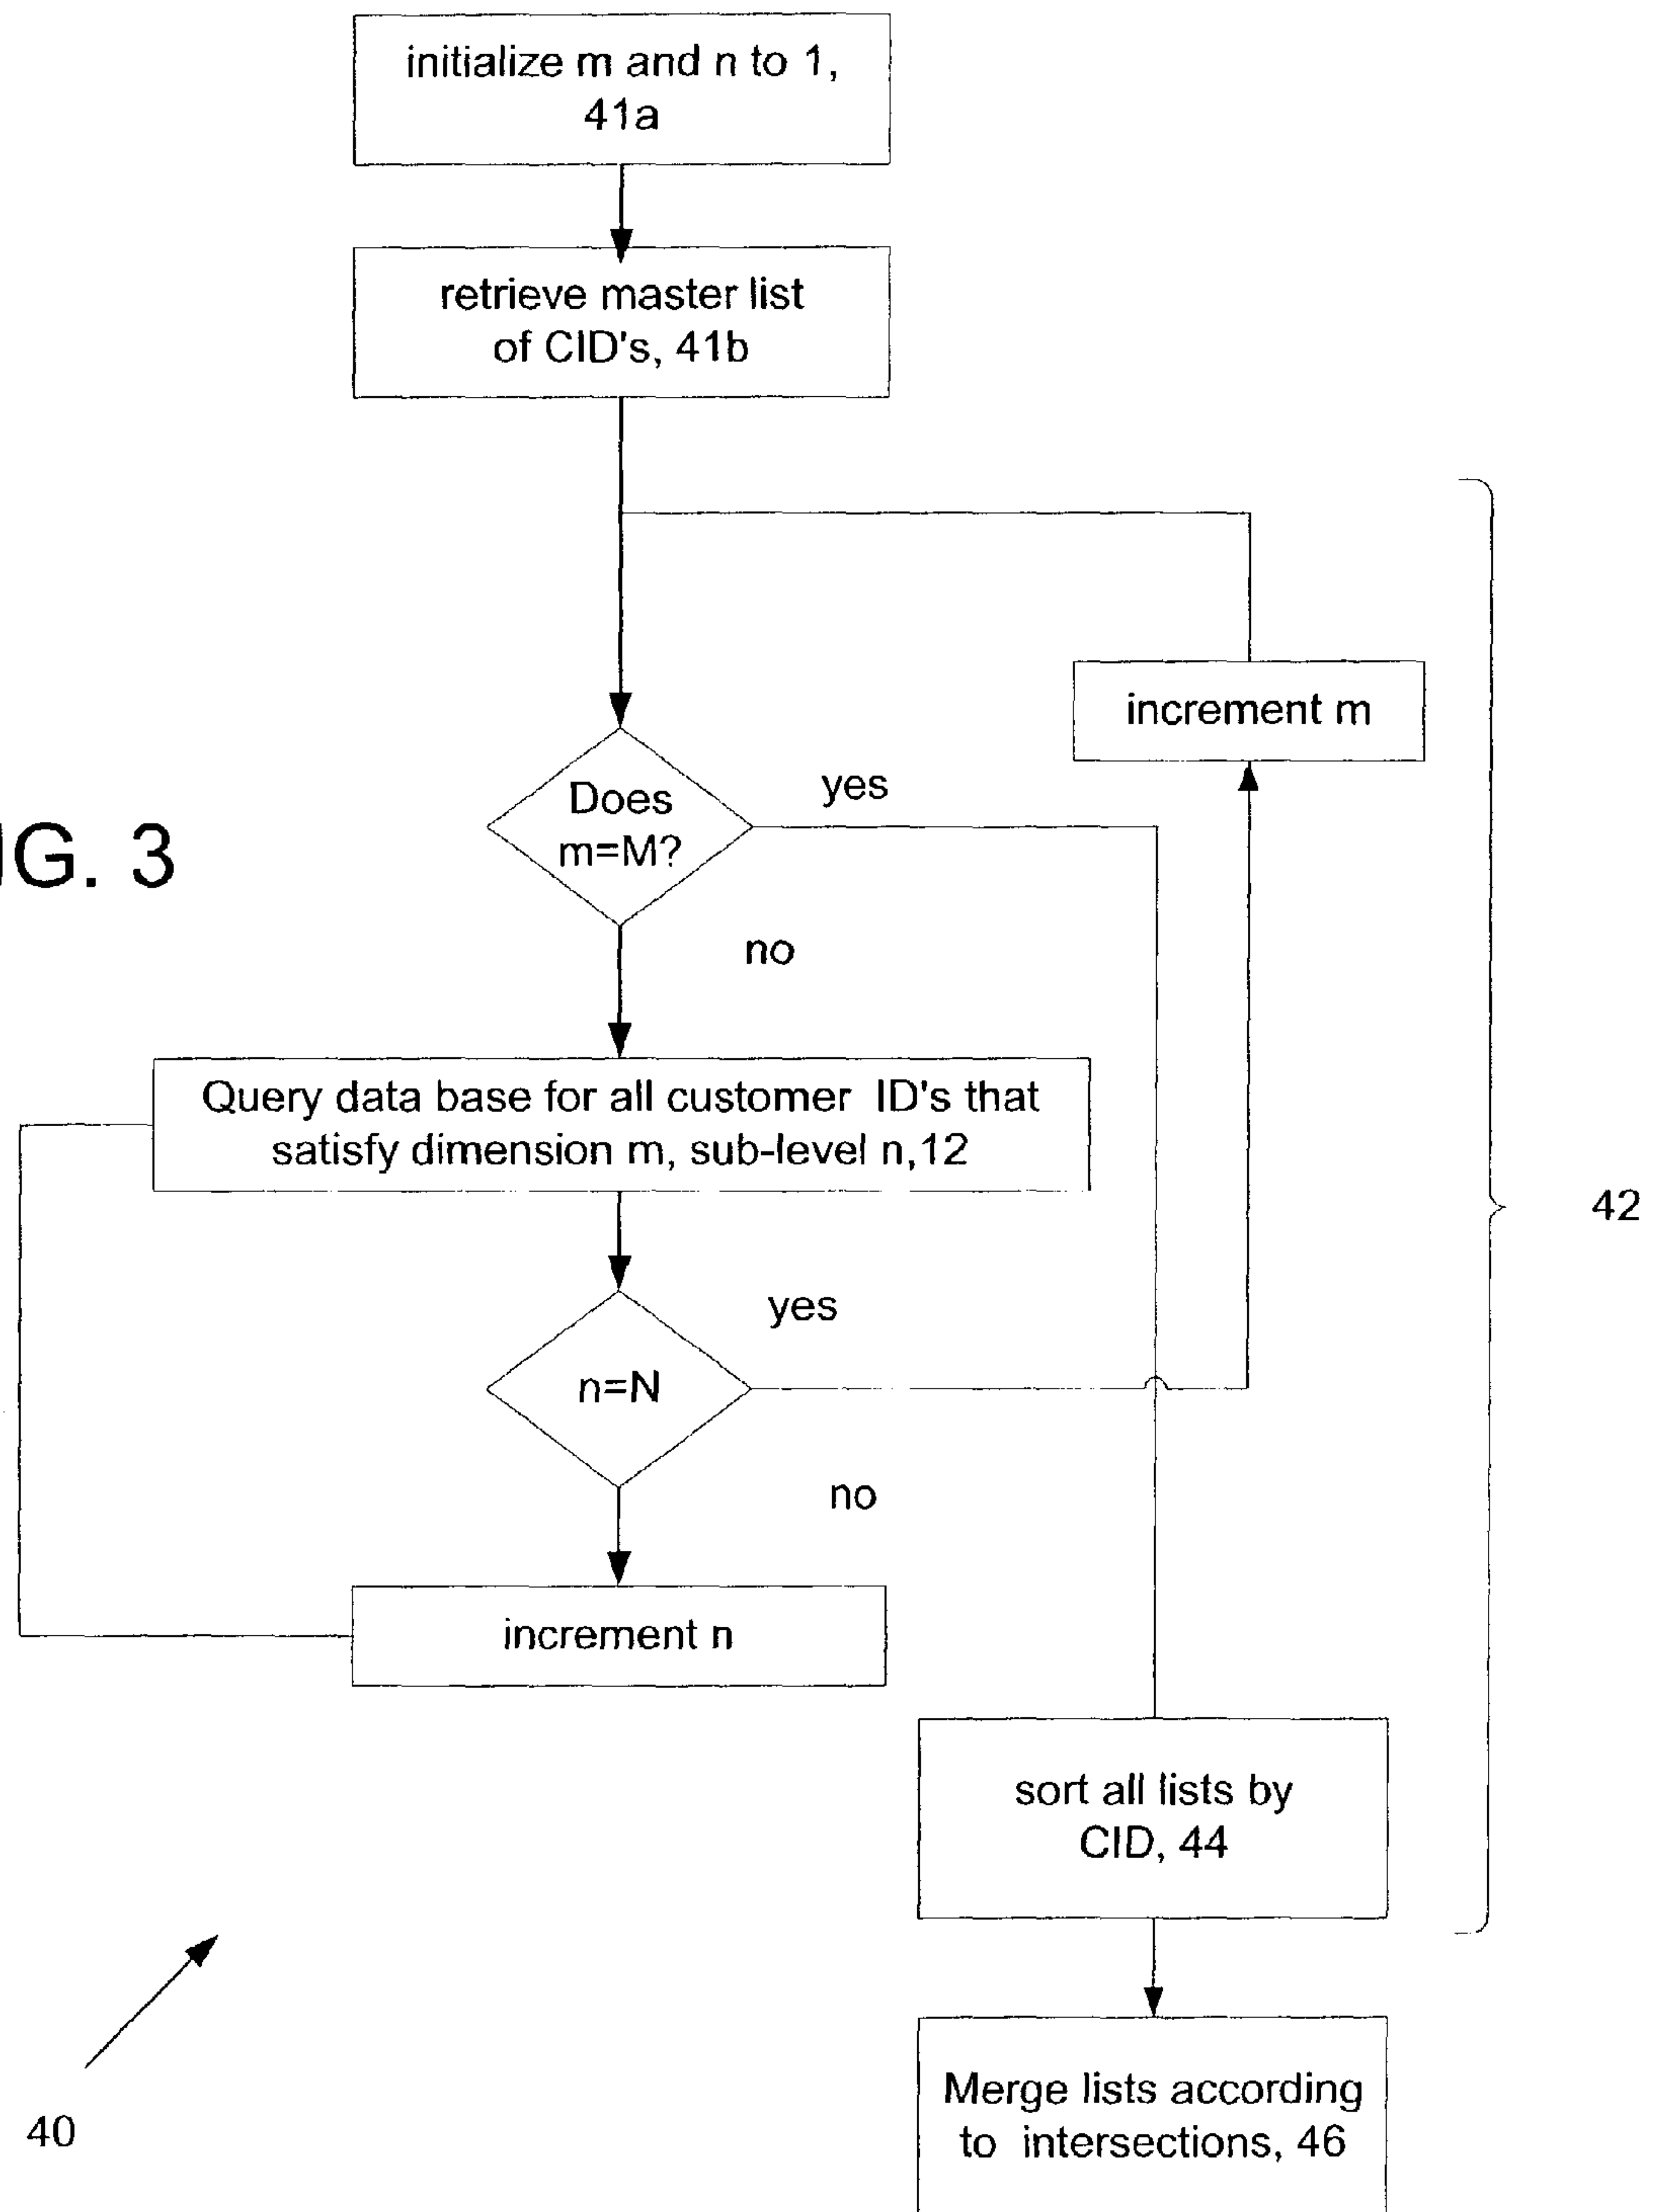 initialize m and n to 1,
41a
retrieve master list
of CID's, 41b
increment m
Does
m=M?
yes
no
G. 3
Query data base for all customer ID's that
satisfy dimension m, sub-level n,12
42
yes
n=N
no
increment n
sort all lists by
CID, 44
Merge lists according
to intersections, 46
40